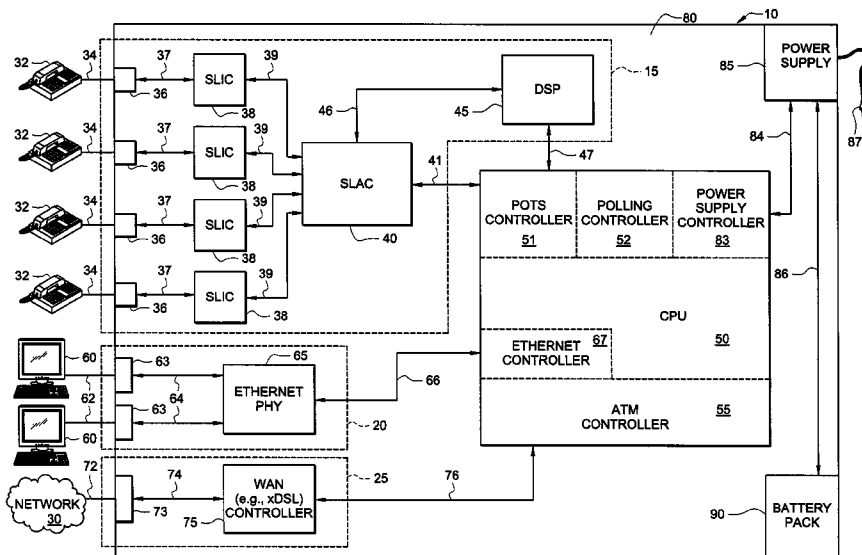 80
10
POWER
SUPPLY
85
87
32
34
37
39
SLIC
36
38
15
DSP
45
46
47
32
34
37
39
SLIC
36
38
SLAC
40
41
84
32
34
37
39
SLIC
36
38
POTS
CONTROLLER
51
POLLING
CONTROLLER
52
POWER
SUPPLY
CONTROLLER
83
32
34
37
39
SLIC
36
38
86
CPU
50
ETHERNET
CONTROLLER
67
ATM
CONTROLLER
55
60
63
65
ETHERNET
PHY
66
62
63
64
20
60
72
NETWORK
30
73
74
WAN
(e.g., xDSL)
CONTROLLER
75
25
76
90
BATTERY
PACK